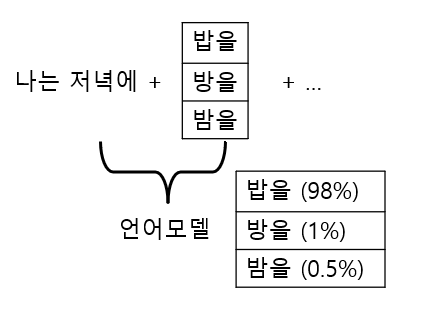 밥을
나는 저녁에 + 방을 + ...
밤을
언어모델
밥을 (98%)
방을 (1%)
밤을 (0.5%)